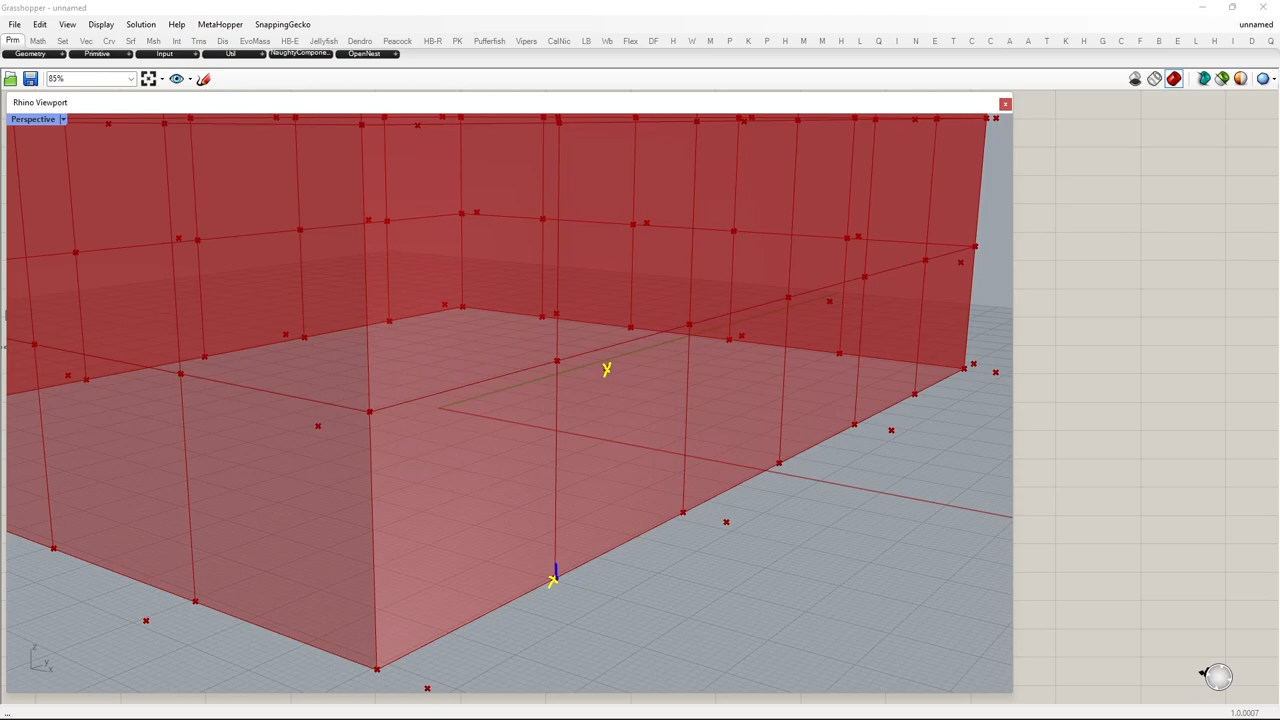 Grasshopper - unnamed
File Edit View Display Solution Help MetaHopper SnappingGecko unnamed
Prm Math Set Vec Crv Srf Msh Int Trns Dis EvoMass HB-E Jellyfish Dendro Peacock HB-R PK Pufferfish Viper.d CalNic LB S Flex DF H I F M A B K L D P B F E H L D Q
Geometry Primitive Input Util NaughtyCompone... OpenNest
85%
Rhino Viewport
Perspective
z
y
x
...
1.0.0007